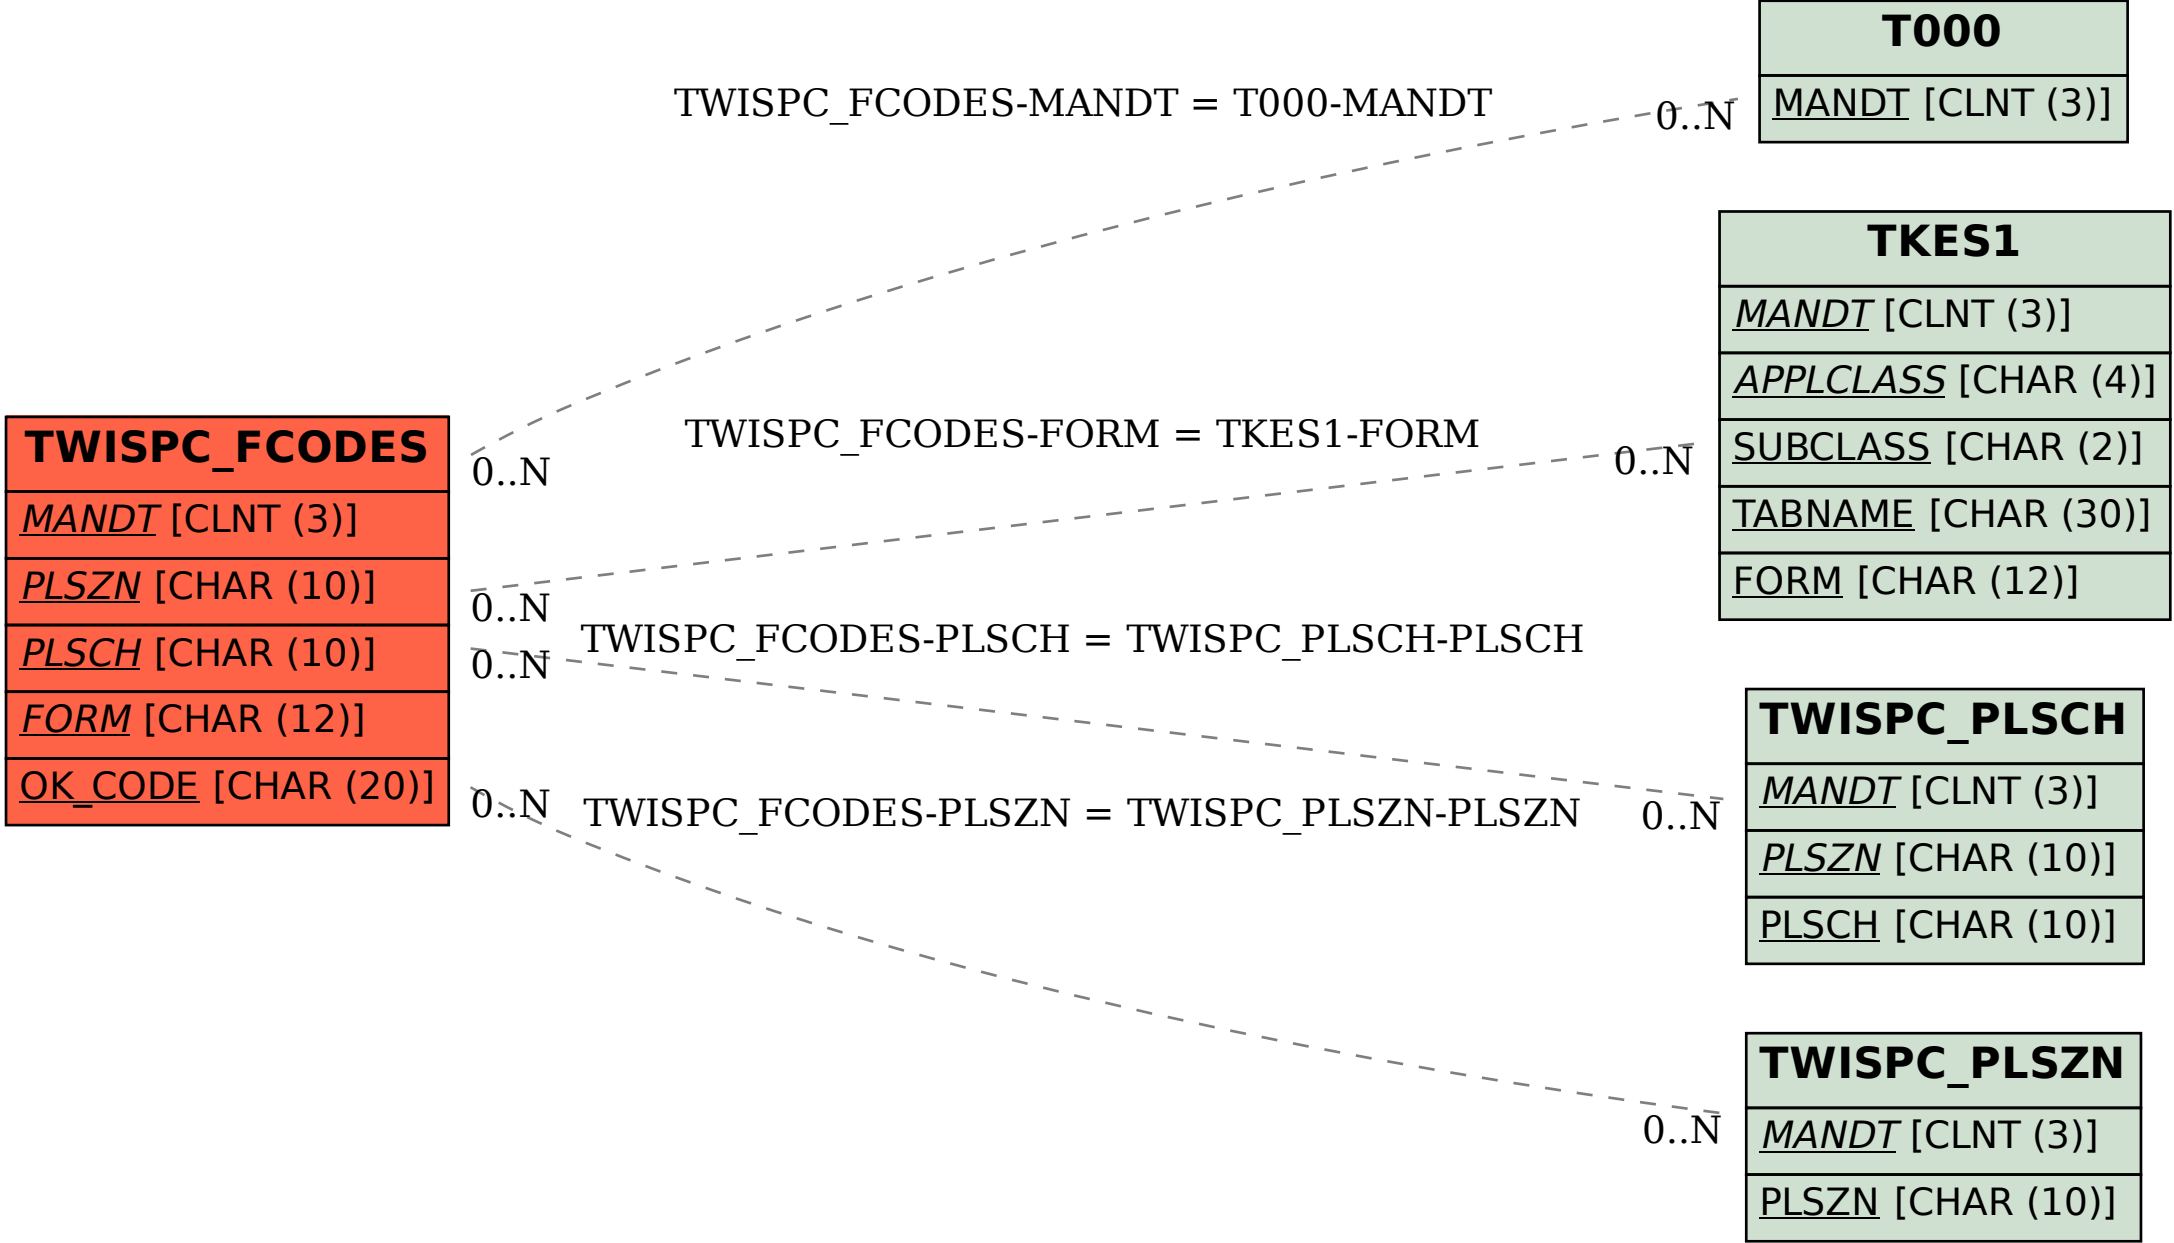 T000
MANDT [CLNT (3)]
TWISPC_FCODES-MANDT = T000-MANDT
0..N
0..N
TKES1
MANDT [CLNT (3)]
APPLCLASS [CHAR (4)]
SUBCLASS [CHAR (2)]
TABNAME [CHAR (30)]
FORM [CHAR (12)]
TWISPC_FCODES-FORM = TKES1-FORM
0..N
0..N
TWISPC_FCODES
MANDT [CLNT (3)]
PLSZN [CHAR (10)]
PLSCH [CHAR (10)]
FORM [CHAR (12)]
OK_CODE [CHAR (20)]
TWISPC_FCODES-PLSCH = TWISPC_PLSCH-PLSCH
0..N
0..N
TWISPC_PLSCH
MANDT [CLNT (3)]
PLSZN [CHAR (10)]
PLSCH [CHAR (10)]
TWISPC_FCODES-PLSZN = TWISPC_PLSZN-PLSZN
0..N
0..N
TWISPC_PLSZN
MANDT [CLNT (3)]
PLSZN [CHAR (10)]